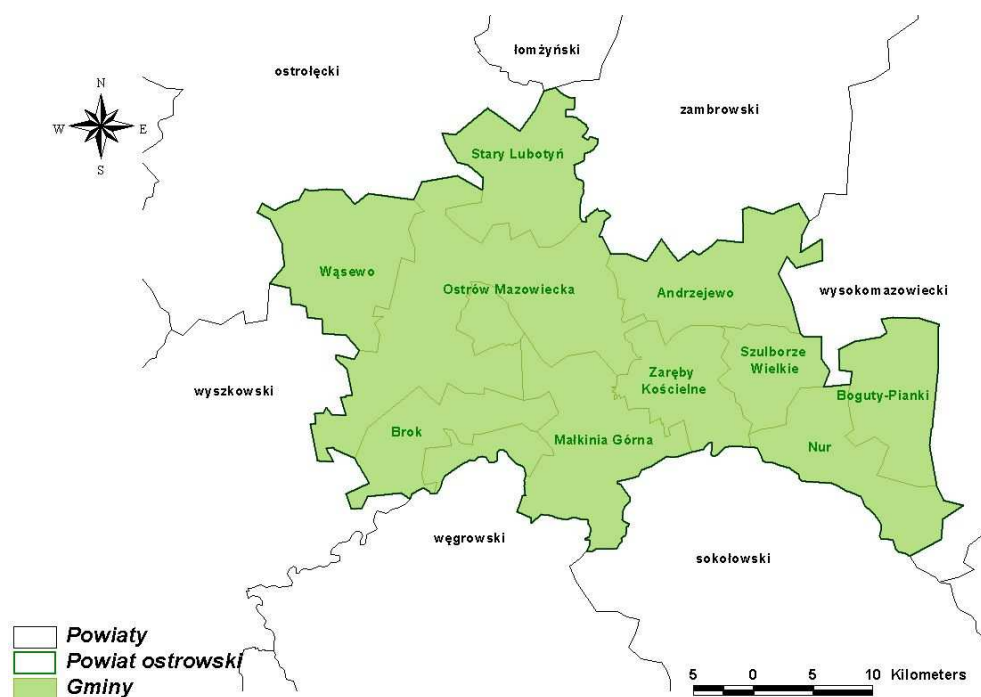 łomżyński
ostrołęcki
zambrowski
N
W E
S
Stary Lubotyń
Wąsewo
Ostrów Mazowiecka
Andrzejewo
wysokomazowiecki
Szulborze
Wielkie
Zaręby
Kościelne
wyszkowski
Boguty-Pianki
Brok
Małkinia Górna
Nur
węgrowski
sokołowski
Powiaty
Powiat ostrowski
Gminy
5 0 5 10 Kilometers